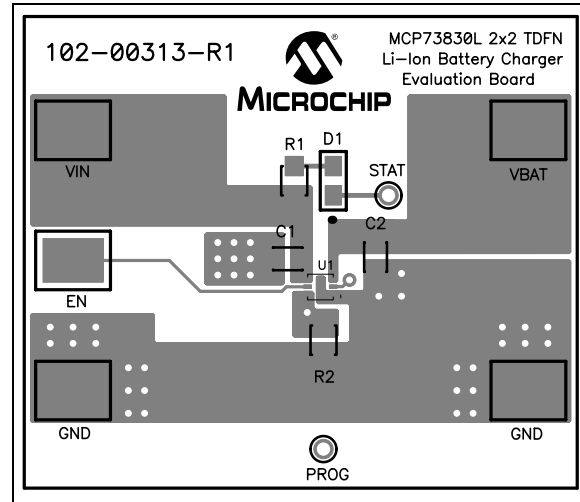 102-00313-R1
MICROCHIP
MCP73830L 2x2 TDFN
Li-Ion Battery Charger
Evaluation Board
VIN
R1
D1
STAT
VBAT
C1
C2
U1
EN
R2
GND
GND
PROG